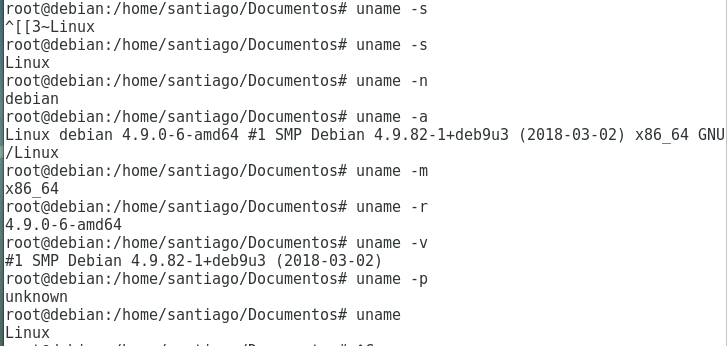 root@debian:/home/santiago/Documentos# uname -s
^[[3~Linux
root@debian:/home/santiago/Documentos# uname -s
Linux
root@debian:/home/santiago/Documentos# uname -n
debian
root@debian:/home/santiago/Documentos# uname -a
Linux debian 4.9.0-6-amd64 #1 SMP Debian 4.9.82-1+deb9u3 (2018-03-02) x86_64 GNU
/Linux
root@debian:/home/santiago/Documentos# uname -m
x86_64
root@debian:/home/santiago/Documentos# uname -r
4.9.0-6-amd64
root@debian:/home/santiago/Documentos# uname -v
#1 SMP Debian 4.9.82-1+deb9u3 (2018-03-02)
root@debian:/home/santiago/Documentos# uname -p
unknown
root@debian:/home/santiago/Documentos# uname
Linux